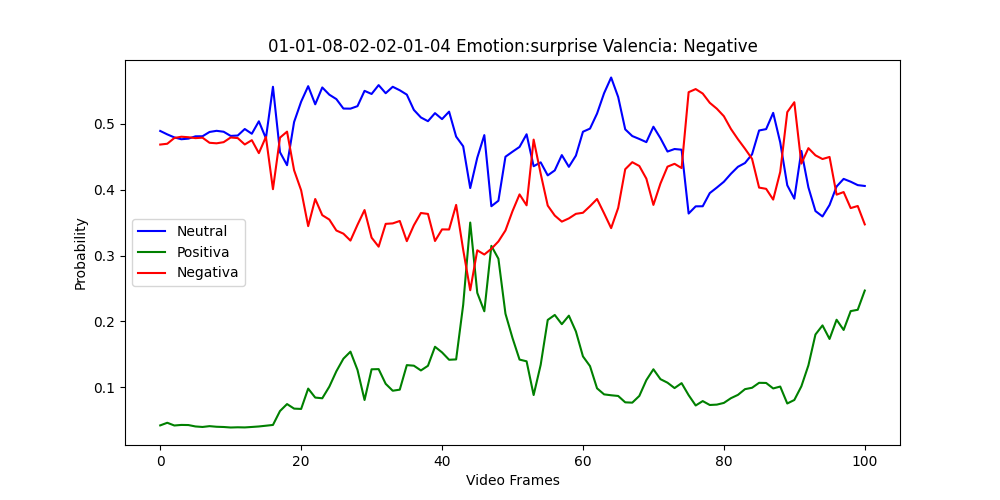 01-01-08-02-02-01-04 Emotion:surprise Valencia: Negative
Probability
0.5
0.4
0.3
0.2
0.1
Neutral
Positiva
Negativa
0 20 40 60 80 100
Video Frames